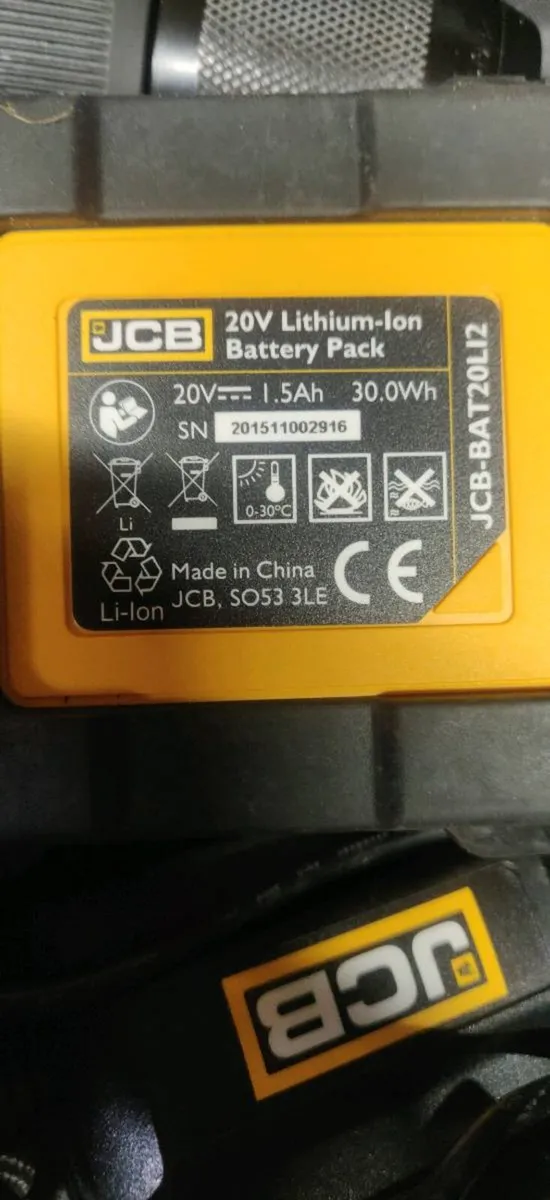 JCB
20V Lithium-Ion
Battery Pack
20V 1.5Ah 30.0Wh
SN 201511002916
Li
0-30°C
Made in China
Li-Ion
JCB, SO53 3LE
CE
JCB-BAT20LI2
JCB